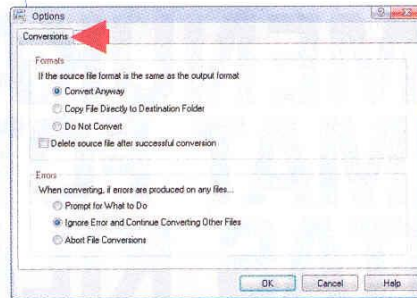 Options
Conversions
Formats
If the source file format is the same as the output format
Convert Anyway
Copy File Directly to Destination Folder
Do Not Convert
Delete source file after successful conversion
Errors
When converting, if errors are produced on any files...
Prompt for What to Do
Ignore Error and Continue Converting Other Files
Abort File Conversions
OK Cancel Help